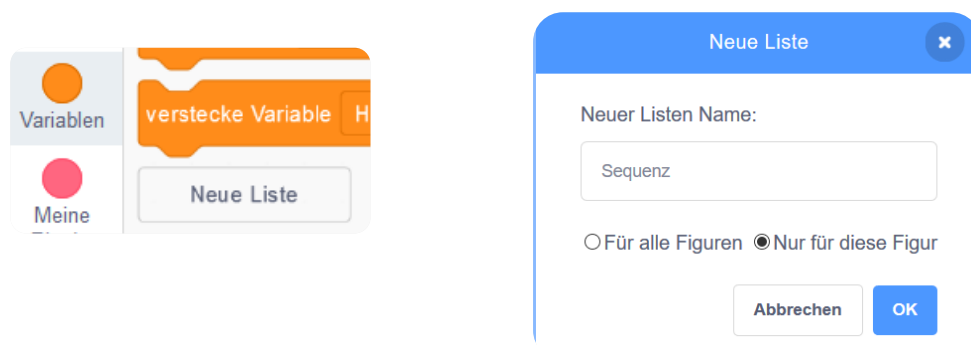 Variablen
Meine
verstecke Variable H
Neue Liste
Neue Liste
Neuer Listen Name:
Sequenz
Für alle Figuren Nur für diese Figur
Abbrechen OK